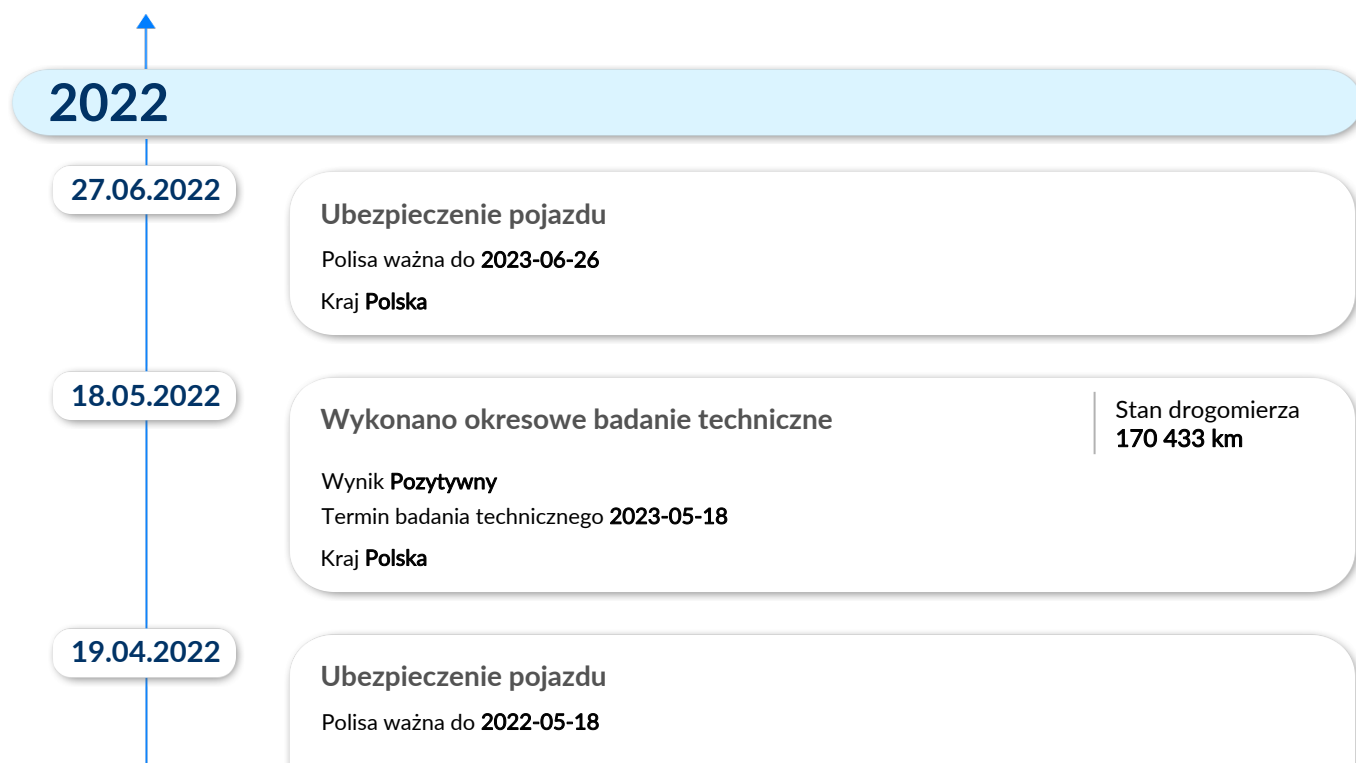 2022
27.06.2022
Ubezpieczenie pojazdu
Polisa ważna do 2023-06-26
Kraj Polska
18.05.2022
Wykonano okresowe badanie techniczne
Stan drogomierza
170 433 km
Wynik Pozytywny
Termin badania technicznego 2023-05-18
Kraj Polska
19.04.2022
Ubezpieczenie pojazdu
Polisa ważna do 2022-05-18